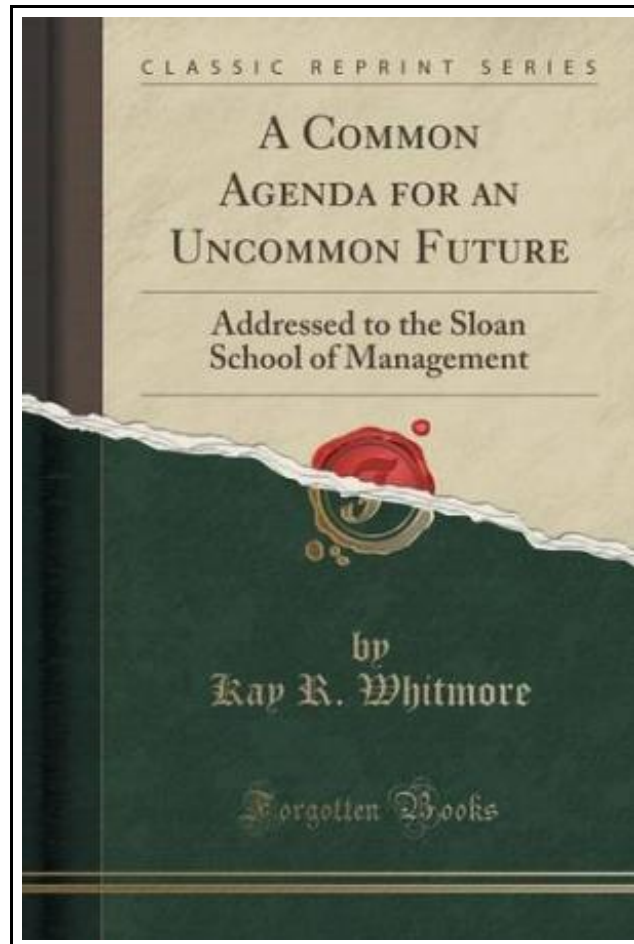 CLASSIC REPRINT SERIES
A COMMON
AGENDA FOR AN
UNCOMMON FUTURE
Addressed to the Sloan
School of Management
by
Kay R. Whitmore
Forgotten Books